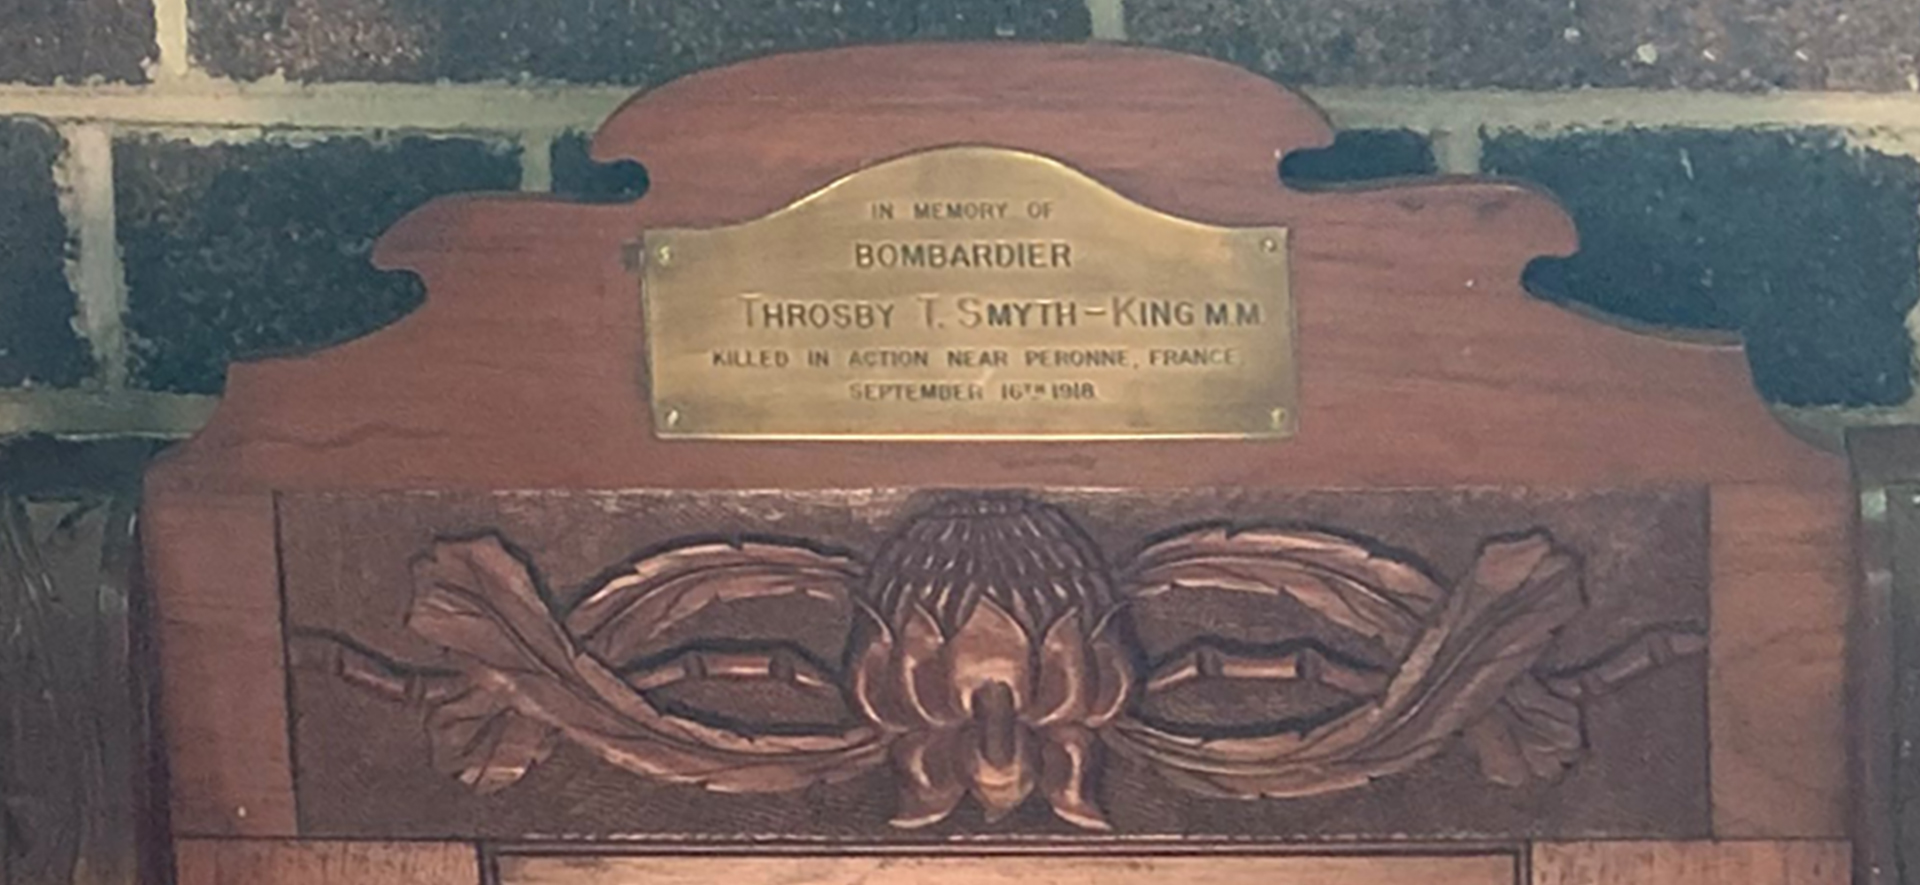 IN MEMORY OF
BOMBARDIER
THROSBY T. SMYTH-KING M.M.
KILLED IN ACTION NEAR PERONNE, FRANCE,
SEPTEMBER 16TH 1918.